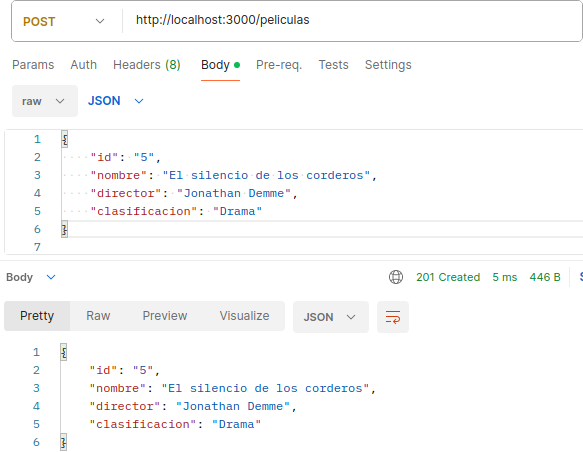 POST http://localhost:3000/peliculas
Params Auth Headers (8) Body Pre-req. Tests Settings
raw JSON
1 {
2 "id": "5",
3 "nombre": "El silencio de los corderos",
4 "director": "Jonathan Demme",
5 "clasificacion": "Drama"
6 }
7
Body 201 Created 5 ms 446 B
Pretty Raw Preview Visualize JSON
1 {
2 "id": "5",
3 "nombre": "El silencio de los corderos",
4 "director": "Jonathan Demme",
5 "clasificacion": "Drama"
6 }